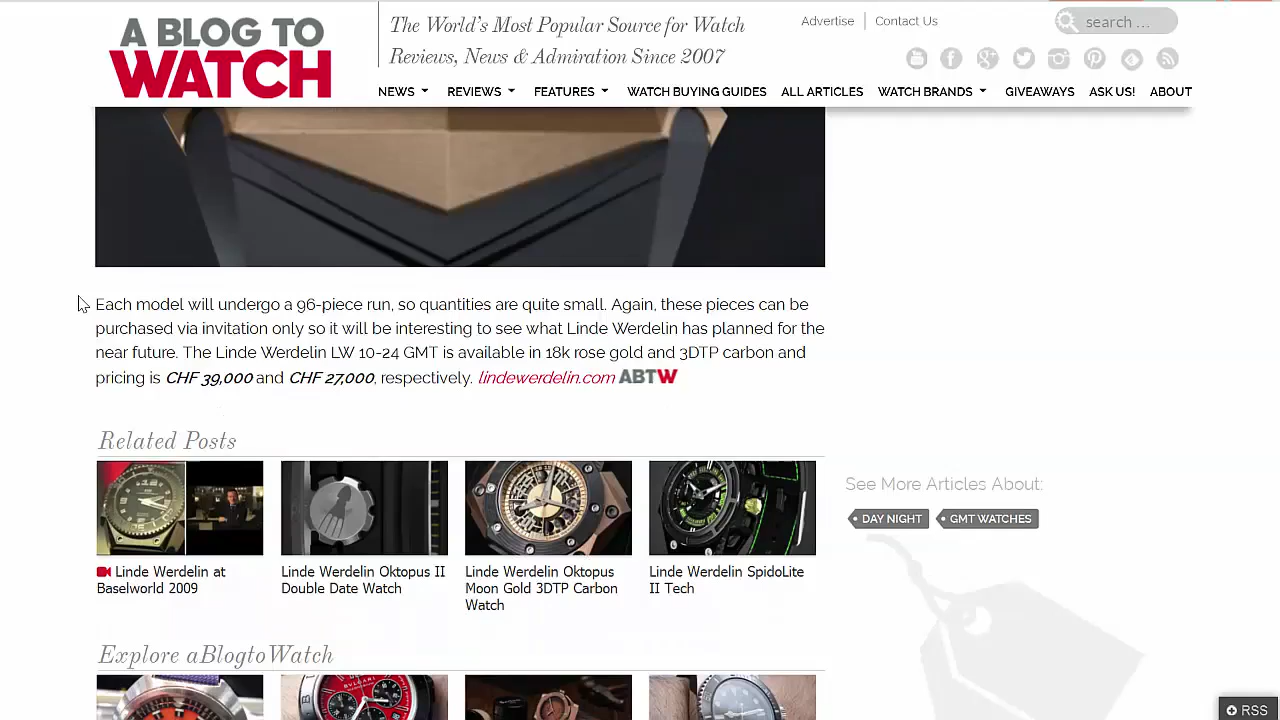 A BLOG TO
WATCH
The World's Most Popular Source for Watch
Reviews, News & Admiration Since 2007
Advertise
Contact Us
search ...
NEWS
REVIEWS
FEATURES
WATCH BUYING GUIDES
ALL ARTICLES
WATCH BRANDS
GIVEAWAYS
ASK US!
ABOUT
Each model will undergo a 96-piece run, so quantities are quite small. Again, these pieces can be
purchased via invitation only so it will be interesting to see what Linde Werdelin has planned for the
near future. The Linde Werdelin LW 10-24 GMT is available in 18k rose gold and 3DTP carbon and
pricing is CHF 39,000 and CHF 27,000, respectively. lindewerdelin.com ABTW
Related Posts
Linde Werdelin at
Baselworld 2009
Linde Werdelin Oktopus II
Double Date Watch
Linde Werdelin Oktopus
Moon Gold 3DTP Carbon
Watch
Linde Werdelin SpidoLite
II Tech
See More Articles About:
DAY NIGHT
GMT WATCHES
Explore aBlogtoWatch
RSS